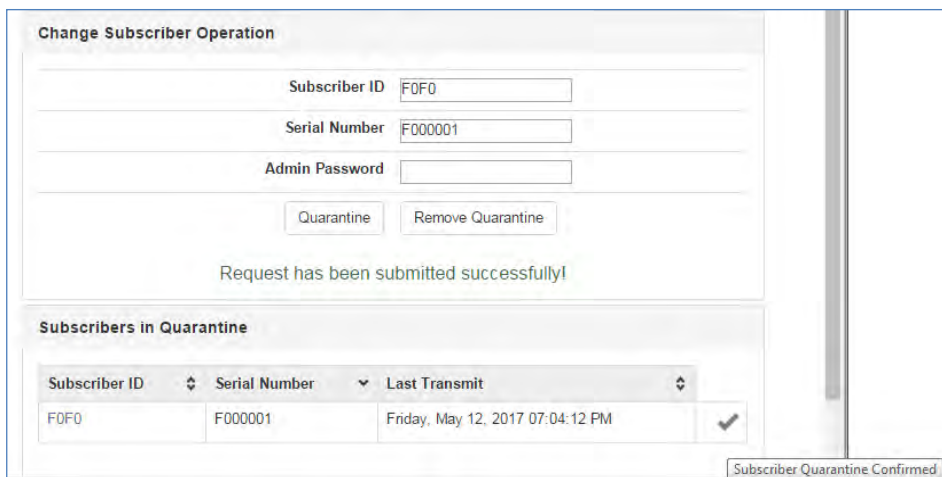 Change Subscriber Operation
Subscriber ID F0F0
Serial Number F000001
Admin Password
Quarantine Remove Quarantine
Request has been submitted successfully!
Subscribers in Quarantine
Subscriber ID Serial Number Last Transmit
F0F0 F000001 Friday, May 12, 2017 07:04:12 PM
Subscriber Quarantine Confirmed